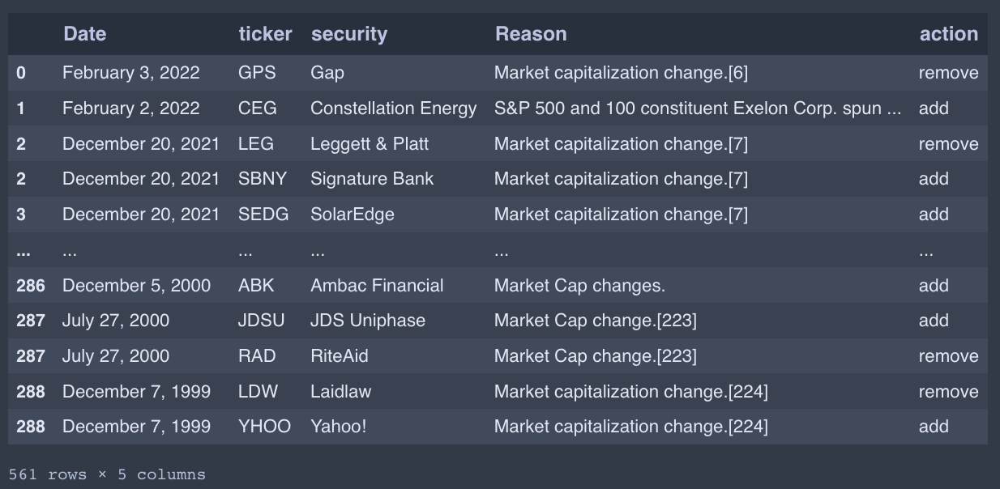 Date ticker security Reason action
0 February 3, 2022 GPS Gap Market capitalization change.[6] remove
1 February 2, 2022 CEG Constellation Energy S&P 500 and 100 constituent Exelon Corp. spun ... add
2 December 20, 2021 LEG Leggett & Platt Market capitalization change.[7] remove
2 December 20, 2021 SBNY Signature Bank Market capitalization change.[7] add
3 December 20, 2021 SEDG SolarEdge Market capitalization change.[7] add
... ... ... ... ... ...
286 December 5, 2000 ABK Ambac Financial Market Cap changes. add
287 July 27, 2000 JDSU JDS Uniphase Market Cap change.[223] add
287 July 27, 2000 RAD RiteAid Market Cap change.[223] remove
288 December 7, 1999 LDW Laidlaw Market capitalization change.[224] remove
288 December 7, 1999 YHOO Yahoo! Market capitalization change.[224] add
561 rows × 5 columns